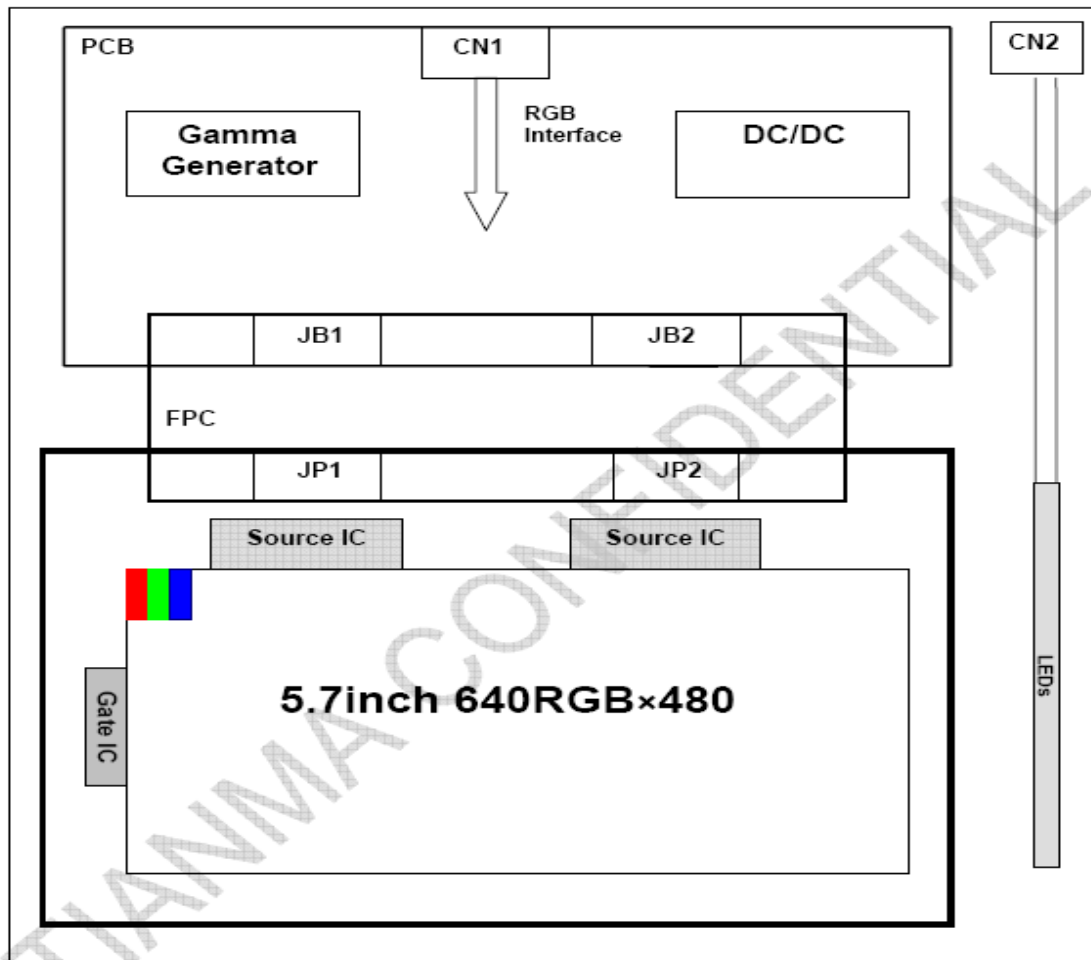 PCB
CN1
CN2
RGB
Interface
Gamma
Generator
DC/DC
JB1
JB2
FPC
JP1
JP2
Source IC
Source IC
Gate IC
5.7inch 640RGB×480
LEDs
TIANMA CONFIDENTIAL